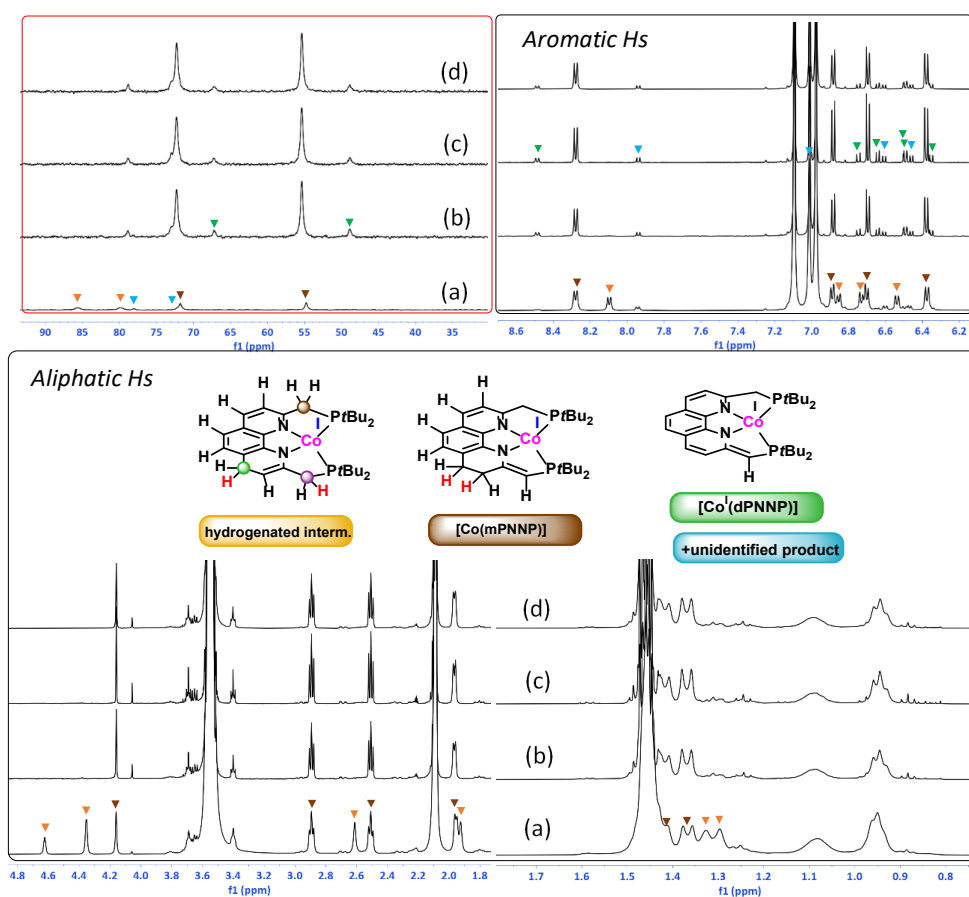 (d)
(c)
(b)
(a)
90 85 80 75 70 65 60 55 50 45 40 35
f1 (ppm)
Aromatic Hs
8.6 8.4 8.2 8.0 7.8 7.6 7.4 7.2 7.0 6.8 6.6 6.4 6.2
f1 (ppm)
Aliphatic Hs
H H
H
H
H
H
H
H
H
H
H
N
N
I
Co
PtBu2
PtBu2
hydrogenated interm.
H
H
H
H
H
H
H
H
H
N
N
I
Co
PtBu2
PtBu2
[Co(mPNNP)]
N
N
I
Co
PtBu2
PtBu2
H
[CoI(dPNNP)]
+unidentified product
(d)
(c)
(b)
(a)
4.8 4.6 4.4 4.2 4.0 3.8 3.6 3.4 3.2 3.0 2.8 2.6 2.4 2.2 2.0 1.8
f1 (ppm)
1.7 1.6 1.5 1.4 1.3 1.2 1.1 1.0 0.9 0.8
f1 (ppm)